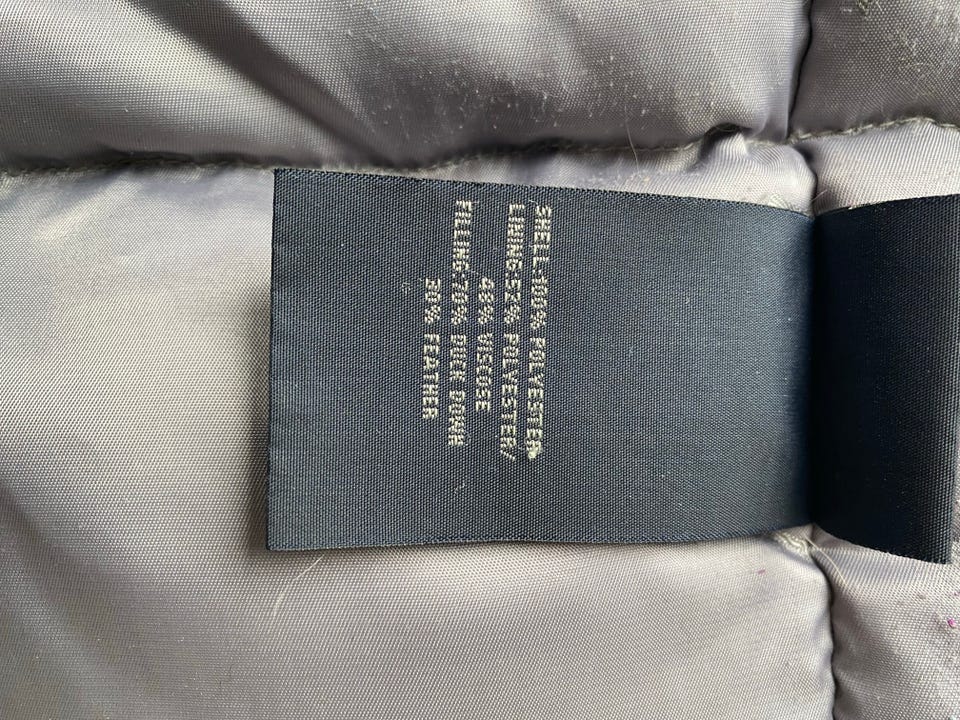 SHELL:100% POLYESTER
LINING:52% POLYESTER/
48% VISCOSE
FILLING:70% DUCK DOWN
30% FEATHER